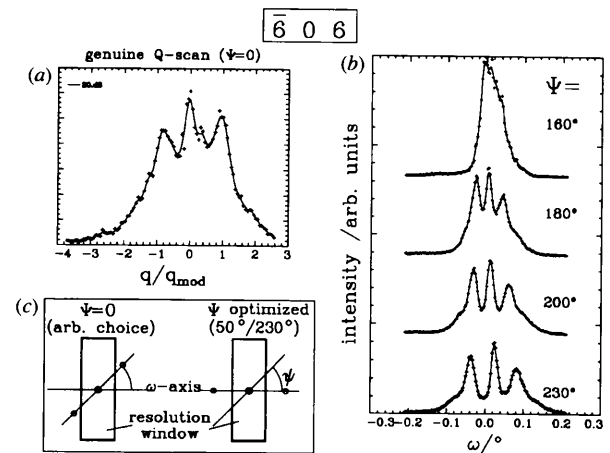 6̅ 0 6
genuine Q-scan (Ψ=0)
(a)
-4 -3 -2 -1 0 1 2 3
q/q_mod
(b)
Ψ=
160°
180°
200°
230°
intensity /arb. units
-0.3 -0.2 -0.1 0.0 0.1 0.2 0.3
ω/°
(c)
Ψ=0
(arb. choice)
Ψ optimized
(50°/230°)
ω-axis
ψ
resolution
window